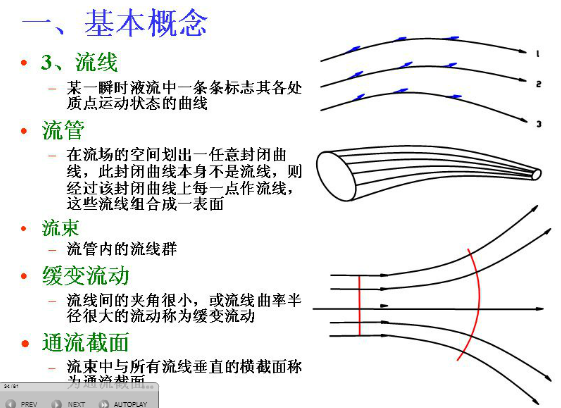 一、基本概念
• 3、流线
– 某一瞬时液流中一条条标志其各处
质点运动状态的曲线
• 流管
– 在流场的空间划出一任意封闭曲
线，此封闭曲线本身不是流线，则
经过该封闭曲线上每一点作流线，
这些流线组合成一表面
• 流束
– 流管内的流线群
• 缓变流动
– 流线间的夹角很小，或流线曲率半
径很大的流动称为缓变流动
• 通流截面
– 流束中与所有流线垂直的横截面称
为通流截面
1
2
3
PREV NEXT AUTOPLAY